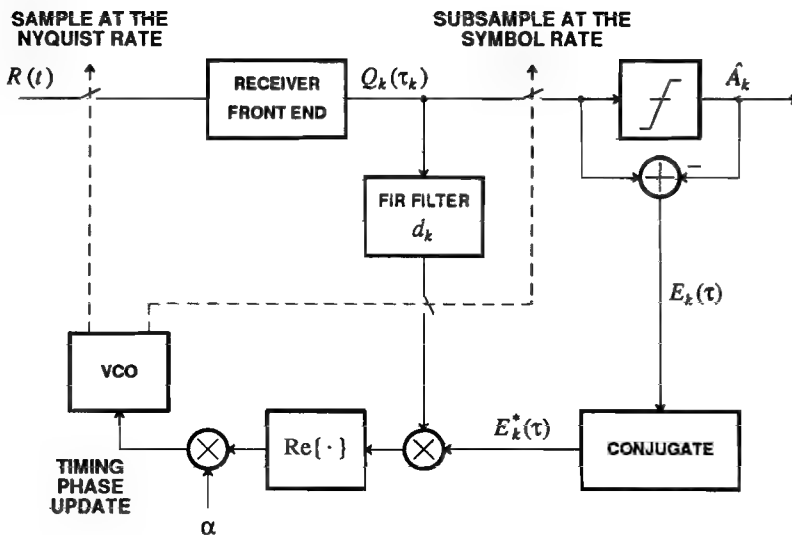 SAMPLE AT THE
NYQUIST RATE
SUBSAMPLE AT THE
SYMBOL RATE
R(t)
RECEIVER
FRONT END
Q_k(τ_k)
Â_k
+
−
FIR FILTER
d_k
E_k(τ)
VCO
Re{·}
E_k^*(τ)
CONJUGATE
TIMING
PHASE
UPDATE
α